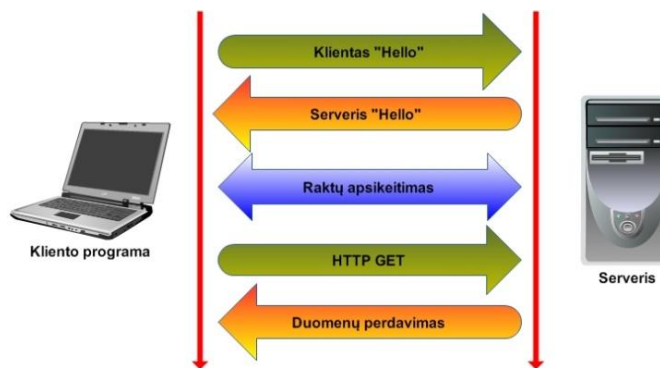 Klientas "Hello"
Serveris "Hello"
Raktų apsikeitimas
Kliento programa
HTTP GET
Serveris
Duomenų perdavimas